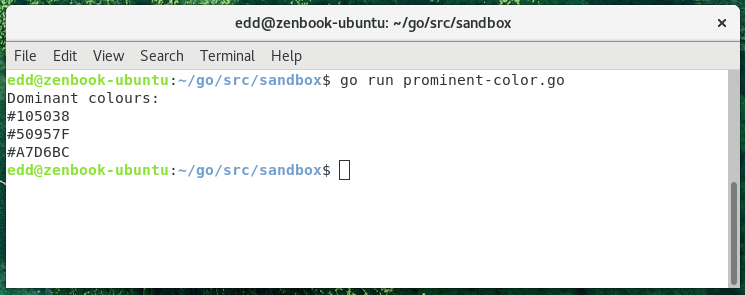 edd@zenbook-ubuntu: ~/go/src/sandbox ×
File Edit View Search Terminal Help
edd@zenbook-ubuntu:~/go/src/sandbox$ go run prominent-color.go
Dominant colours:
#105038
#50957F
#A7D6BC
edd@zenbook-ubuntu:~/go/src/sandbox$